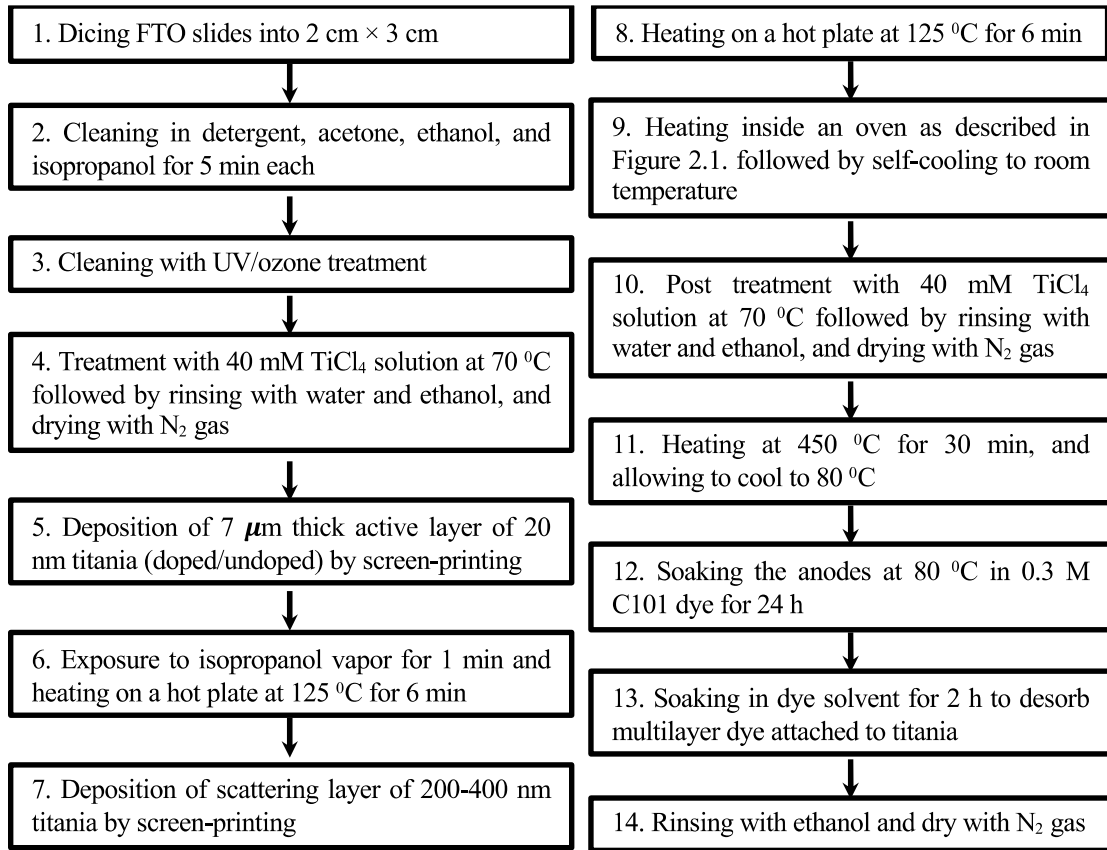 1. Dicing FTO slides into 2 cm × 3 cm
2. Cleaning in detergent, acetone, ethanol, and
isopropanol for 5 min each
3. Cleaning with UV/ozone treatment
4. Treatment with 40 mM TiCl₄ solution at 70 ⁰C
followed by rinsing with water and ethanol, and
drying with N₂ gas
5. Deposition of 7 μm thick active layer of 20
nm titania (doped/undoped) by screen-printing
6. Exposure to isopropanol vapor for 1 min and
heating on a hot plate at 125 ⁰C for 6 min
7. Deposition of scattering layer of 200-400 nm
titania by screen-printing
8. Heating on a hot plate at 125 ⁰C for 6 min
9. Heating inside an oven as described in
Figure 2.1. followed by self-cooling to room
temperature
10. Post treatment with 40 mM TiCl₄
solution at 70 ⁰C followed by rinsing with
water and ethanol, and drying with N₂ gas
11. Heating at 450 ⁰C for 30 min, and
allowing to cool to 80 ⁰C
12. Soaking the anodes at 80 ⁰C in 0.3 M
C101 dye for 24 h
13. Soaking in dye solvent for 2 h to desorb
multilayer dye attached to titania
14. Rinsing with ethanol and dry with N₂ gas